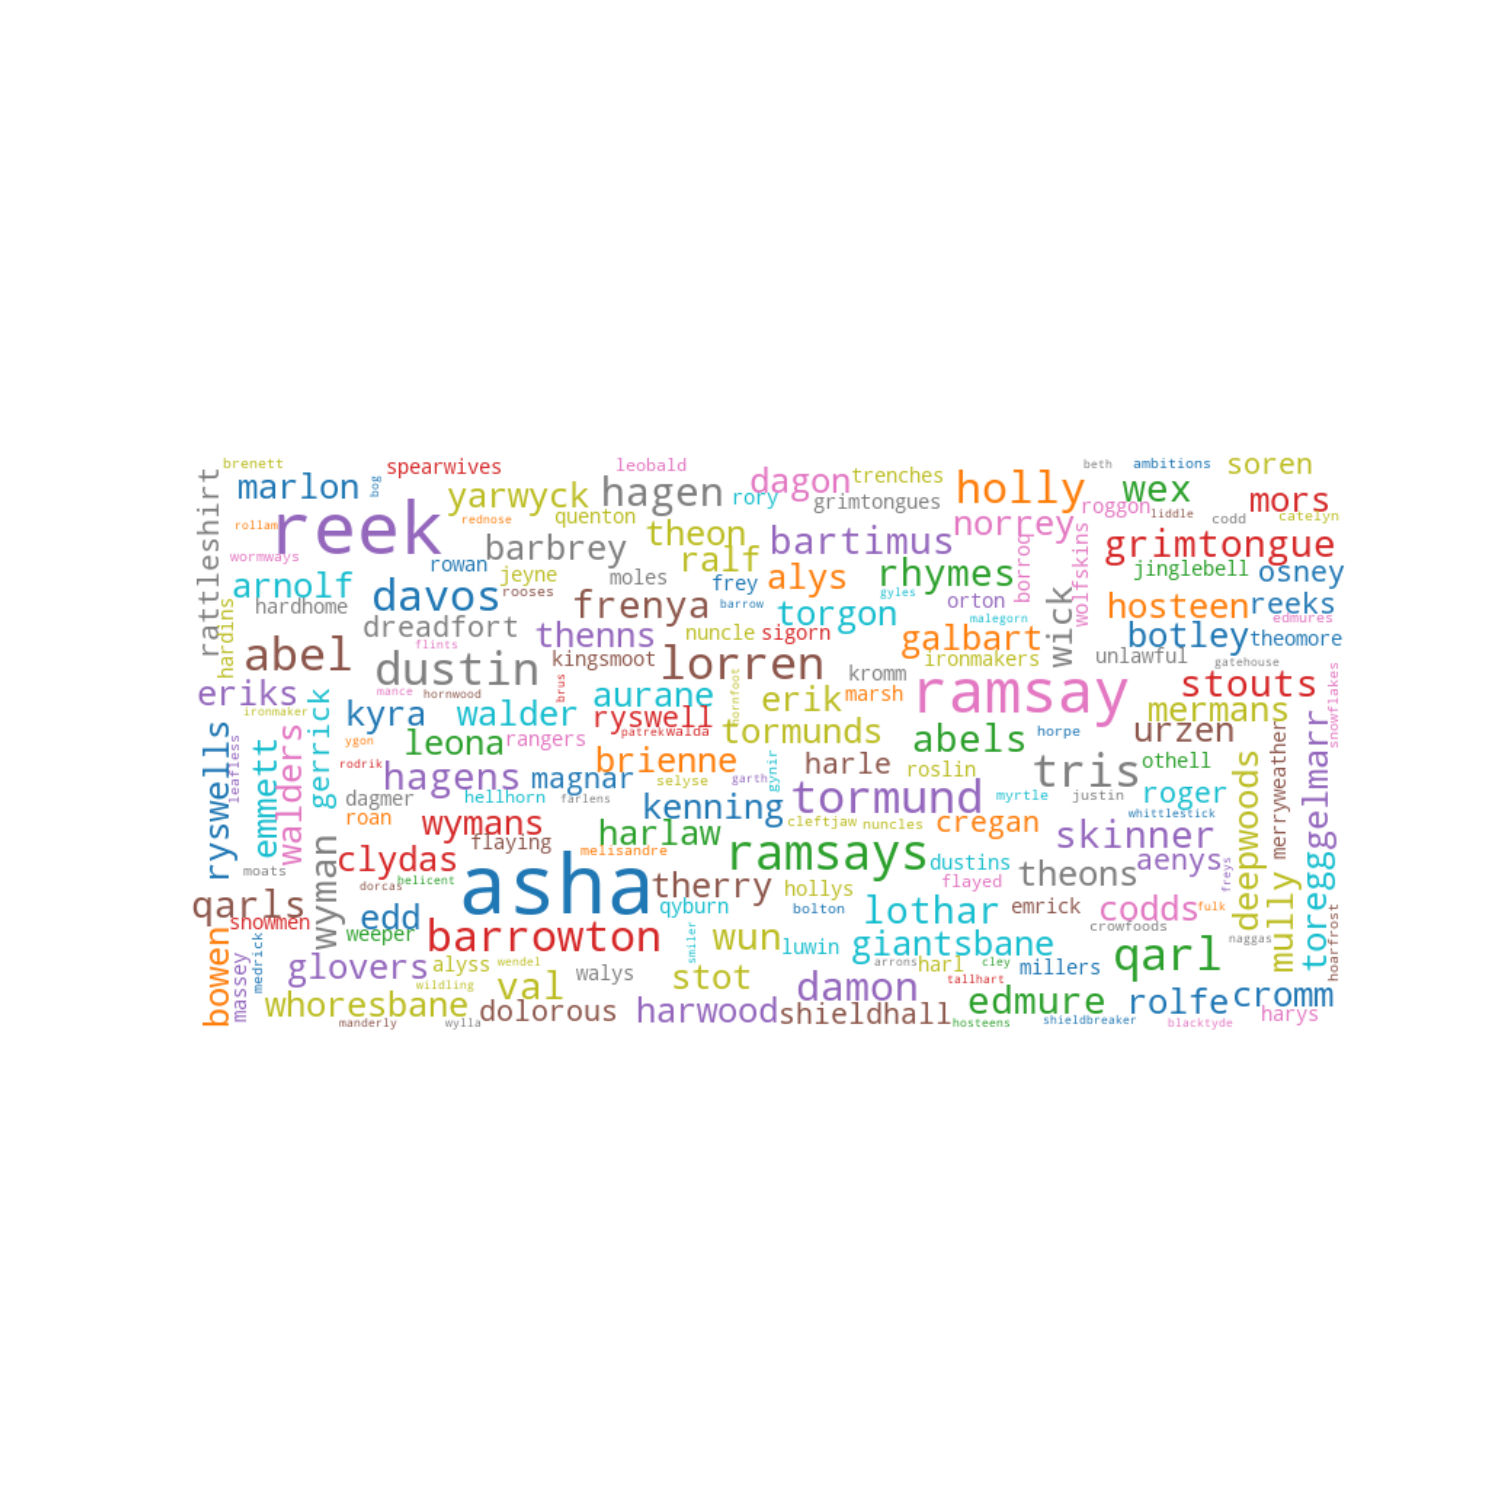 brenett spearwives leobald dagon trenches holly beth ambitions soren
rattleshirt marlon bog yarwyck hagen rory grimtongues wex roggon liddle mors
rollam reek rednose quenton theon bartimus norrey codd catelyn
wormways barbrey ralf borroq wolfskins grimtongue
arnolf rowan jeyne moles frey alys rhymes jinglebell osney
hardins hardhome davos rooses frenya barrow torgon gyles orton wick hosteen reeks
dreadfort thenns nuncle sigorn malegorn edmures
flints galbart botley theomore
abel dustin kingsmoot lorren kromm ironmakers unlawful gatehouse
eriks mance hornwood brus aurane hornfoot erik marsh ramsay stouts snowflakes
ironmaker gerrick kyra walder ryswell tormunds mermans
ryswells leafless ygon leona rangers patrek walda abels horpe urzen gelmarr
emmett walders rodrik hagens magnar brienne selyse garth gynir harle roslin tris othell merryweather
dagmer hellhorn farlens kenning tormund myrtle justin roger deepwoods
roan wymans harlaw cleftjaw nuncles cregan whittlestick
wyman clydas flaying melisandre ramsays skinner aenys toregg
moats dorcas belicent asha therry hollys dustins flayed theons freys mully
qarls showmen edd qyburn bolton lothar emrick codds fulk
bowen weeper barrowton smiler wun luwin giantsbane crowfoods naggas hoarfrost
massey medrick glovers alyss wendel walys stot arrons harl cley millers qarl
wildling val damon tallhart
whoresbane dolorous harwood shieldhall edmure rolfe cromm
manderly wylla hosteens shieldbreaker blacktyde harys